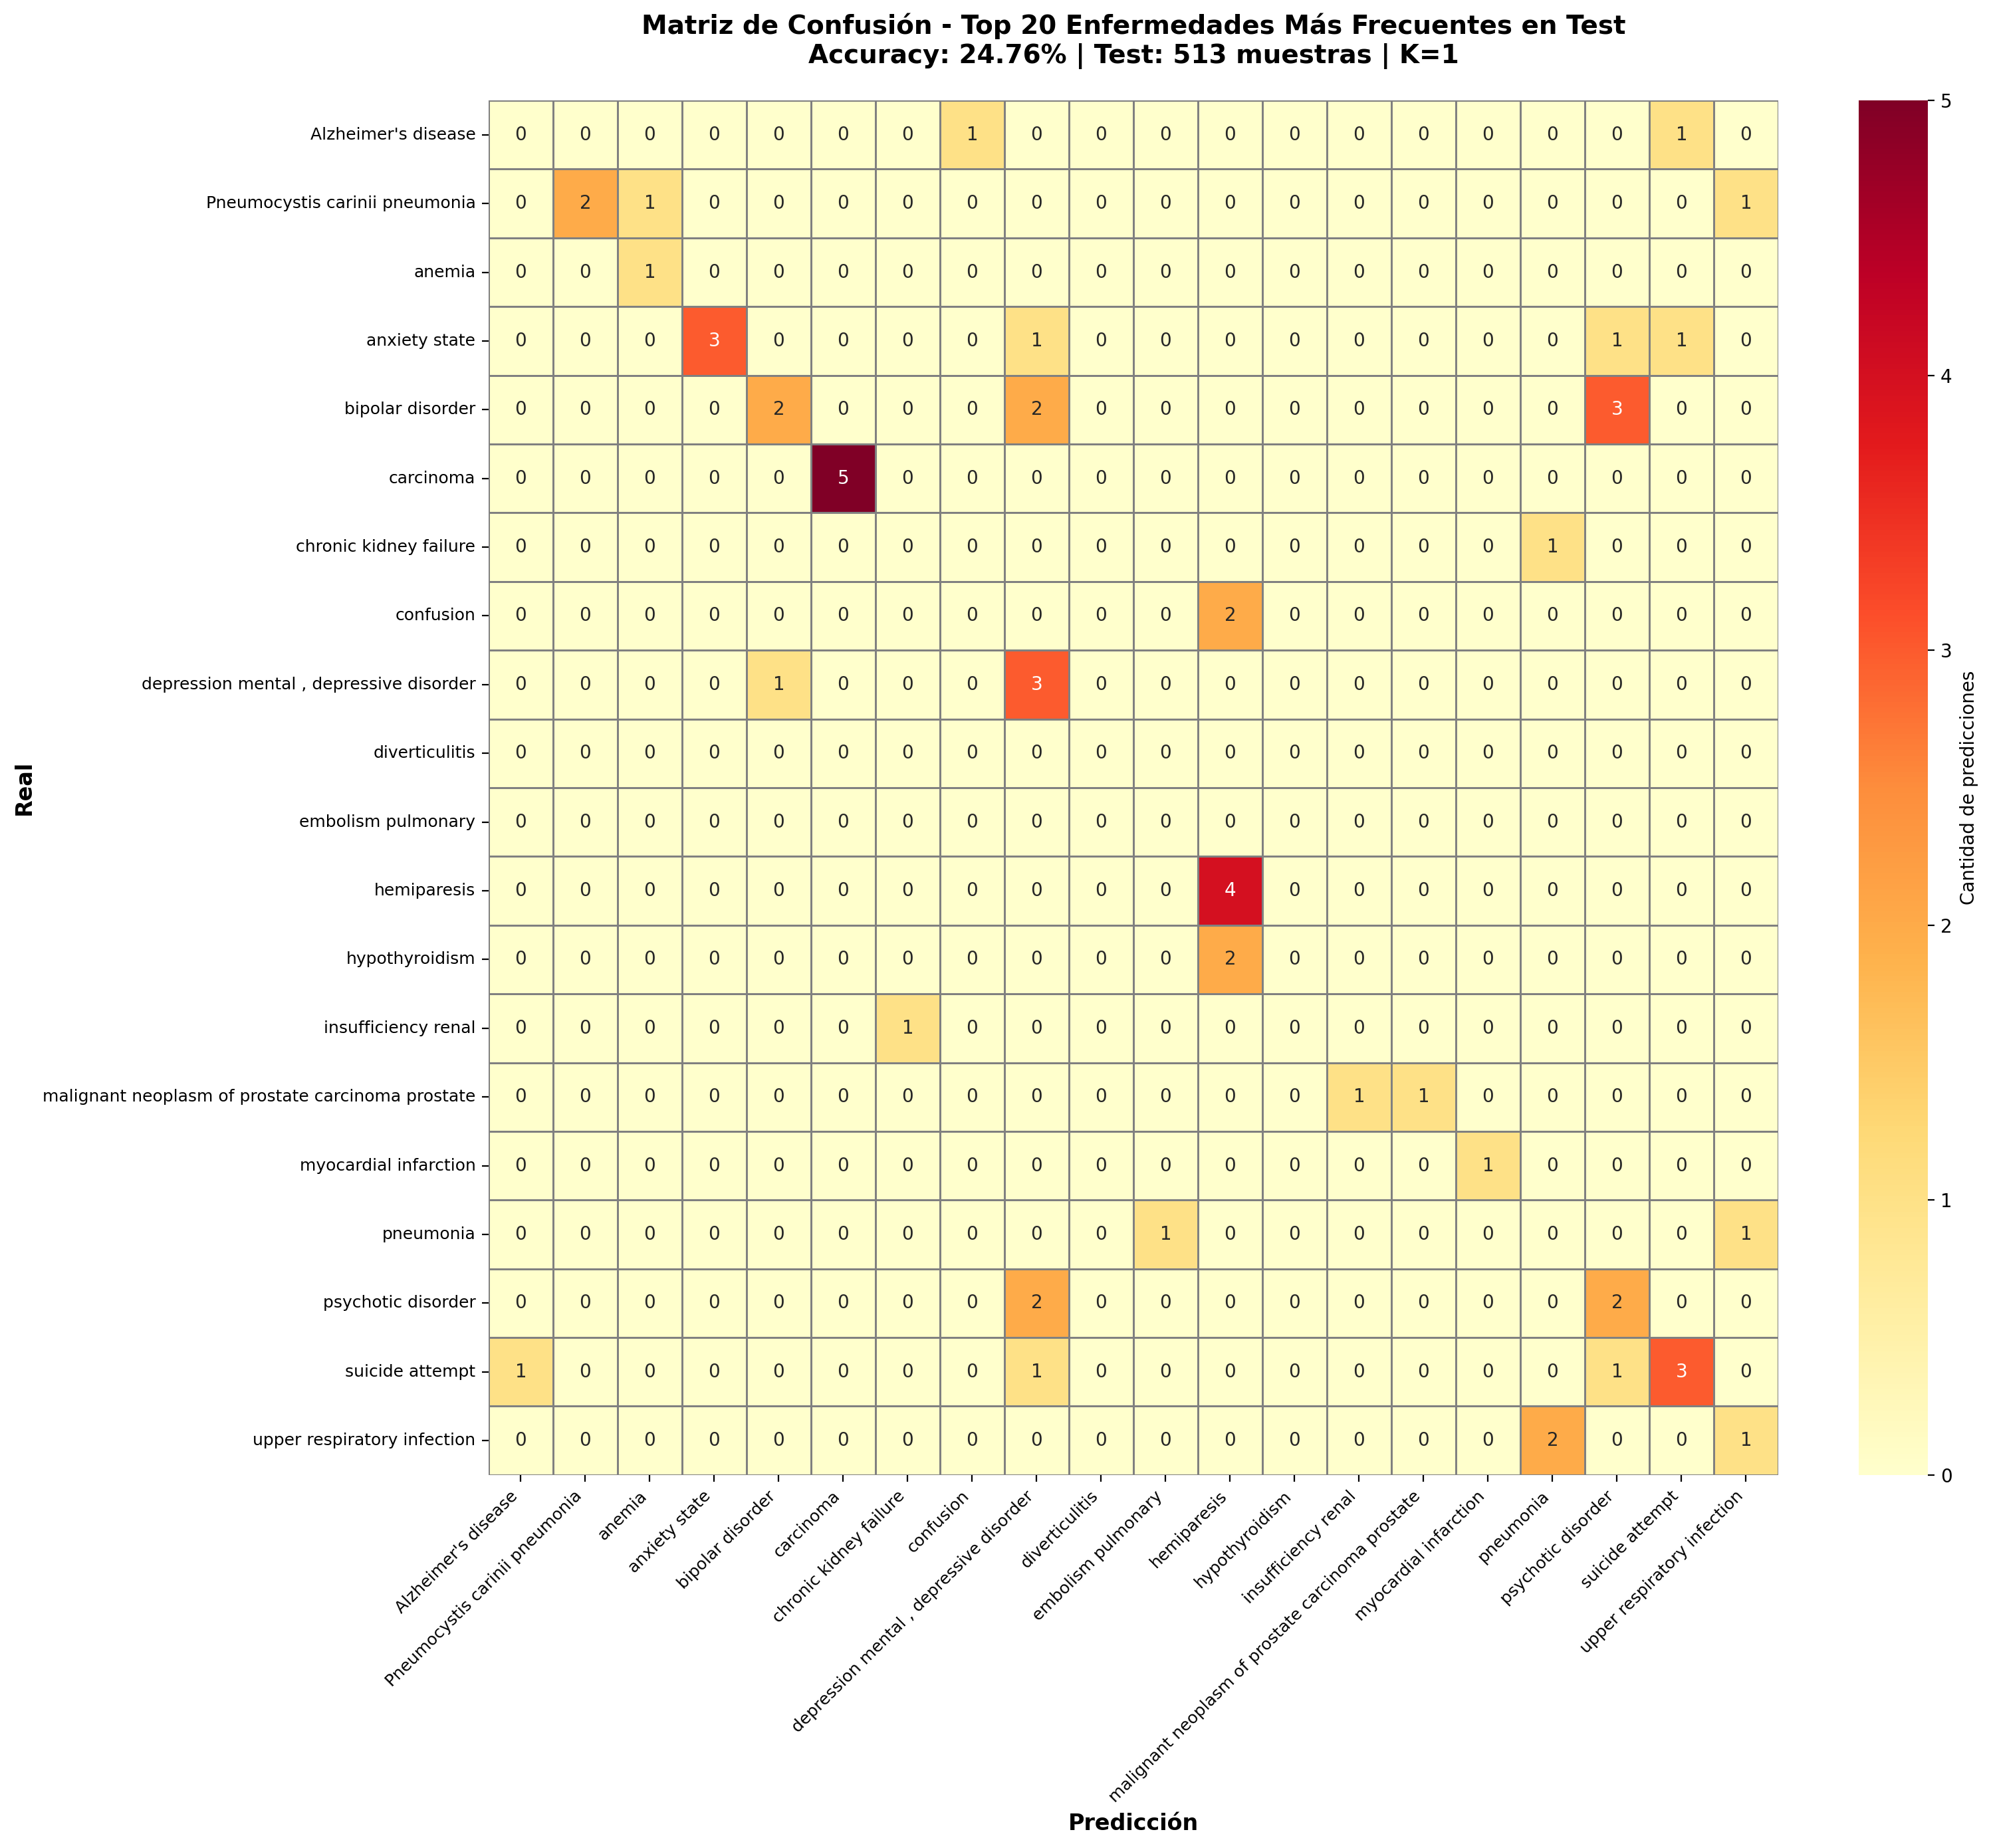 Matriz de Confusión - Top 20 Enfermedades Más Frecuentes en Test
Accuracy: 24.76% | Test: 513 muestras | K=1
Real
Alzheimer's disease 0 0 0 0 0 0 0 1 0 0 0 0 0 0 0 0 0 0 1 0
Pneumocystis carinii pneumonia 0 2 1 0 0 0 0 0 0 0 0 0 0 0 0 0 0 0 0 1
anemia 0 0 1 0 0 0 0 0 0 0 0 0 0 0 0 0 0 0 0 0
anxiety state 0 0 0 3 0 0 0 0 1 0 0 0 0 0 0 0 0 1 1 0
bipolar disorder 0 0 0 0 2 0 0 0 2 0 0 0 0 0 0 0 0 3 0 0
carcinoma 0 0 0 0 0 5 0 0 0 0 0 0 0 0 0 0 0 0 0 0
chronic kidney failure 0 0 0 0 0 0 0 0 0 0 0 0 0 0 0 0 1 0 0 0
confusion 0 0 0 0 0 0 0 0 0 0 0 2 0 0 0 0 0 0 0 0
depression mental , depressive disorder 0 0 0 0 1 0 0 0 3 0 0 0 0 0 0 0 0 0 0 0
diverticulitis 0 0 0 0 0 0 0 0 0 0 0 0 0 0 0 0 0 0 0 0
embolism pulmonary 0 0 0 0 0 0 0 0 0 0 0 0 0 0 0 0 0 0 0 0
hemiparesis 0 0 0 0 0 0 0 0 0 0 0 4 0 0 0 0 0 0 0 0
hypothyroidism 0 0 0 0 0 0 0 0 0 0 0 2 0 0 0 0 0 0 0 0
insufficiency renal 0 0 0 0 0 0 1 0 0 0 0 0 0 0 0 0 0 0 0 0
malignant neoplasm of prostate carcinoma prostate 0 0 0 0 0 0 0 0 0 0 0 0 0 1 1 0 0 0 0 0
myocardial infarction 0 0 0 0 0 0 0 0 0 0 0 0 0 0 0 1 0 0 0 0
pneumonia 0 0 0 0 0 0 0 0 0 0 1 0 0 0 0 0 0 0 0 1
psychotic disorder 0 0 0 0 0 0 0 0 2 0 0 0 0 0 0 0 0 2 0 0
suicide attempt 1 0 0 0 0 0 0 0 1 0 0 0 0 0 0 0 0 1 3 0
upper respiratory infection 0 0 0 0 0 0 0 0 0 0 0 0 0 0 0 0 2 0 0 1
Alzheimer's disease
Pneumocystis carinii pneumonia
anemia
anxiety state
bipolar disorder
carcinoma
chronic kidney failure
confusion
depression mental , depressive disorder
diverticulitis
embolism pulmonary
hemiparesis
hypothyroidism
insufficiency renal
malignant neoplasm of prostate carcinoma prostate
myocardial infarction
pneumonia
psychotic disorder
suicide attempt
upper respiratory infection
Predicción
5
4
3
2
1
0
Cantidad de predicciones